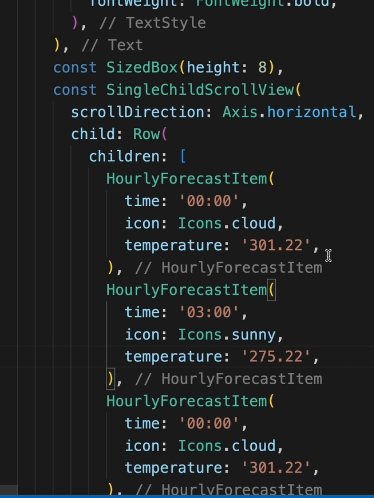 fontWeight: FontWeight.bold,
), // TextStyle
), // Text
const SizedBox(height: 8),
const SingleChildScrollView(
scrollDirection: Axis.horizontal,
child: Row(
children: [
HourlyForecastItem(
time: '00:00',
icon: Icons.cloud,
temperature: '301.22',
), // HourlyForecastItem
HourlyForecastItem(
time: '03:00',
icon: Icons.sunny,
temperature: '275.22',
), // HourlyForecastItem
HourlyForecastItem(
time: '00:00',
icon: Icons.cloud,
temperature: '301.22',
), // HourlyForecastItem